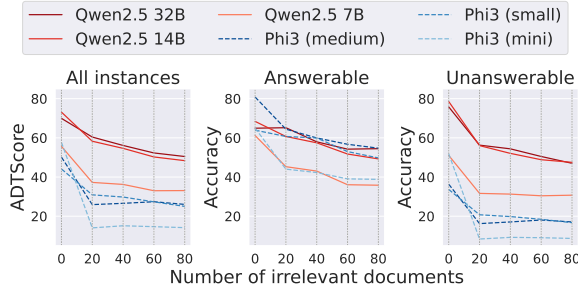 Qwen2.5 32B Qwen2.5 7B Phi3 (small)
Qwen2.5 14B Phi3 (medium) Phi3 (mini)
All instances Answerable Unanswerable
ADTScore
80
60
40
20
0 20 40 60 80
Accuracy
80
60
40
20
0 20 40 60 80
Accuracy
80
60
40
20
0 20 40 60 80
Number of irrelevant documents